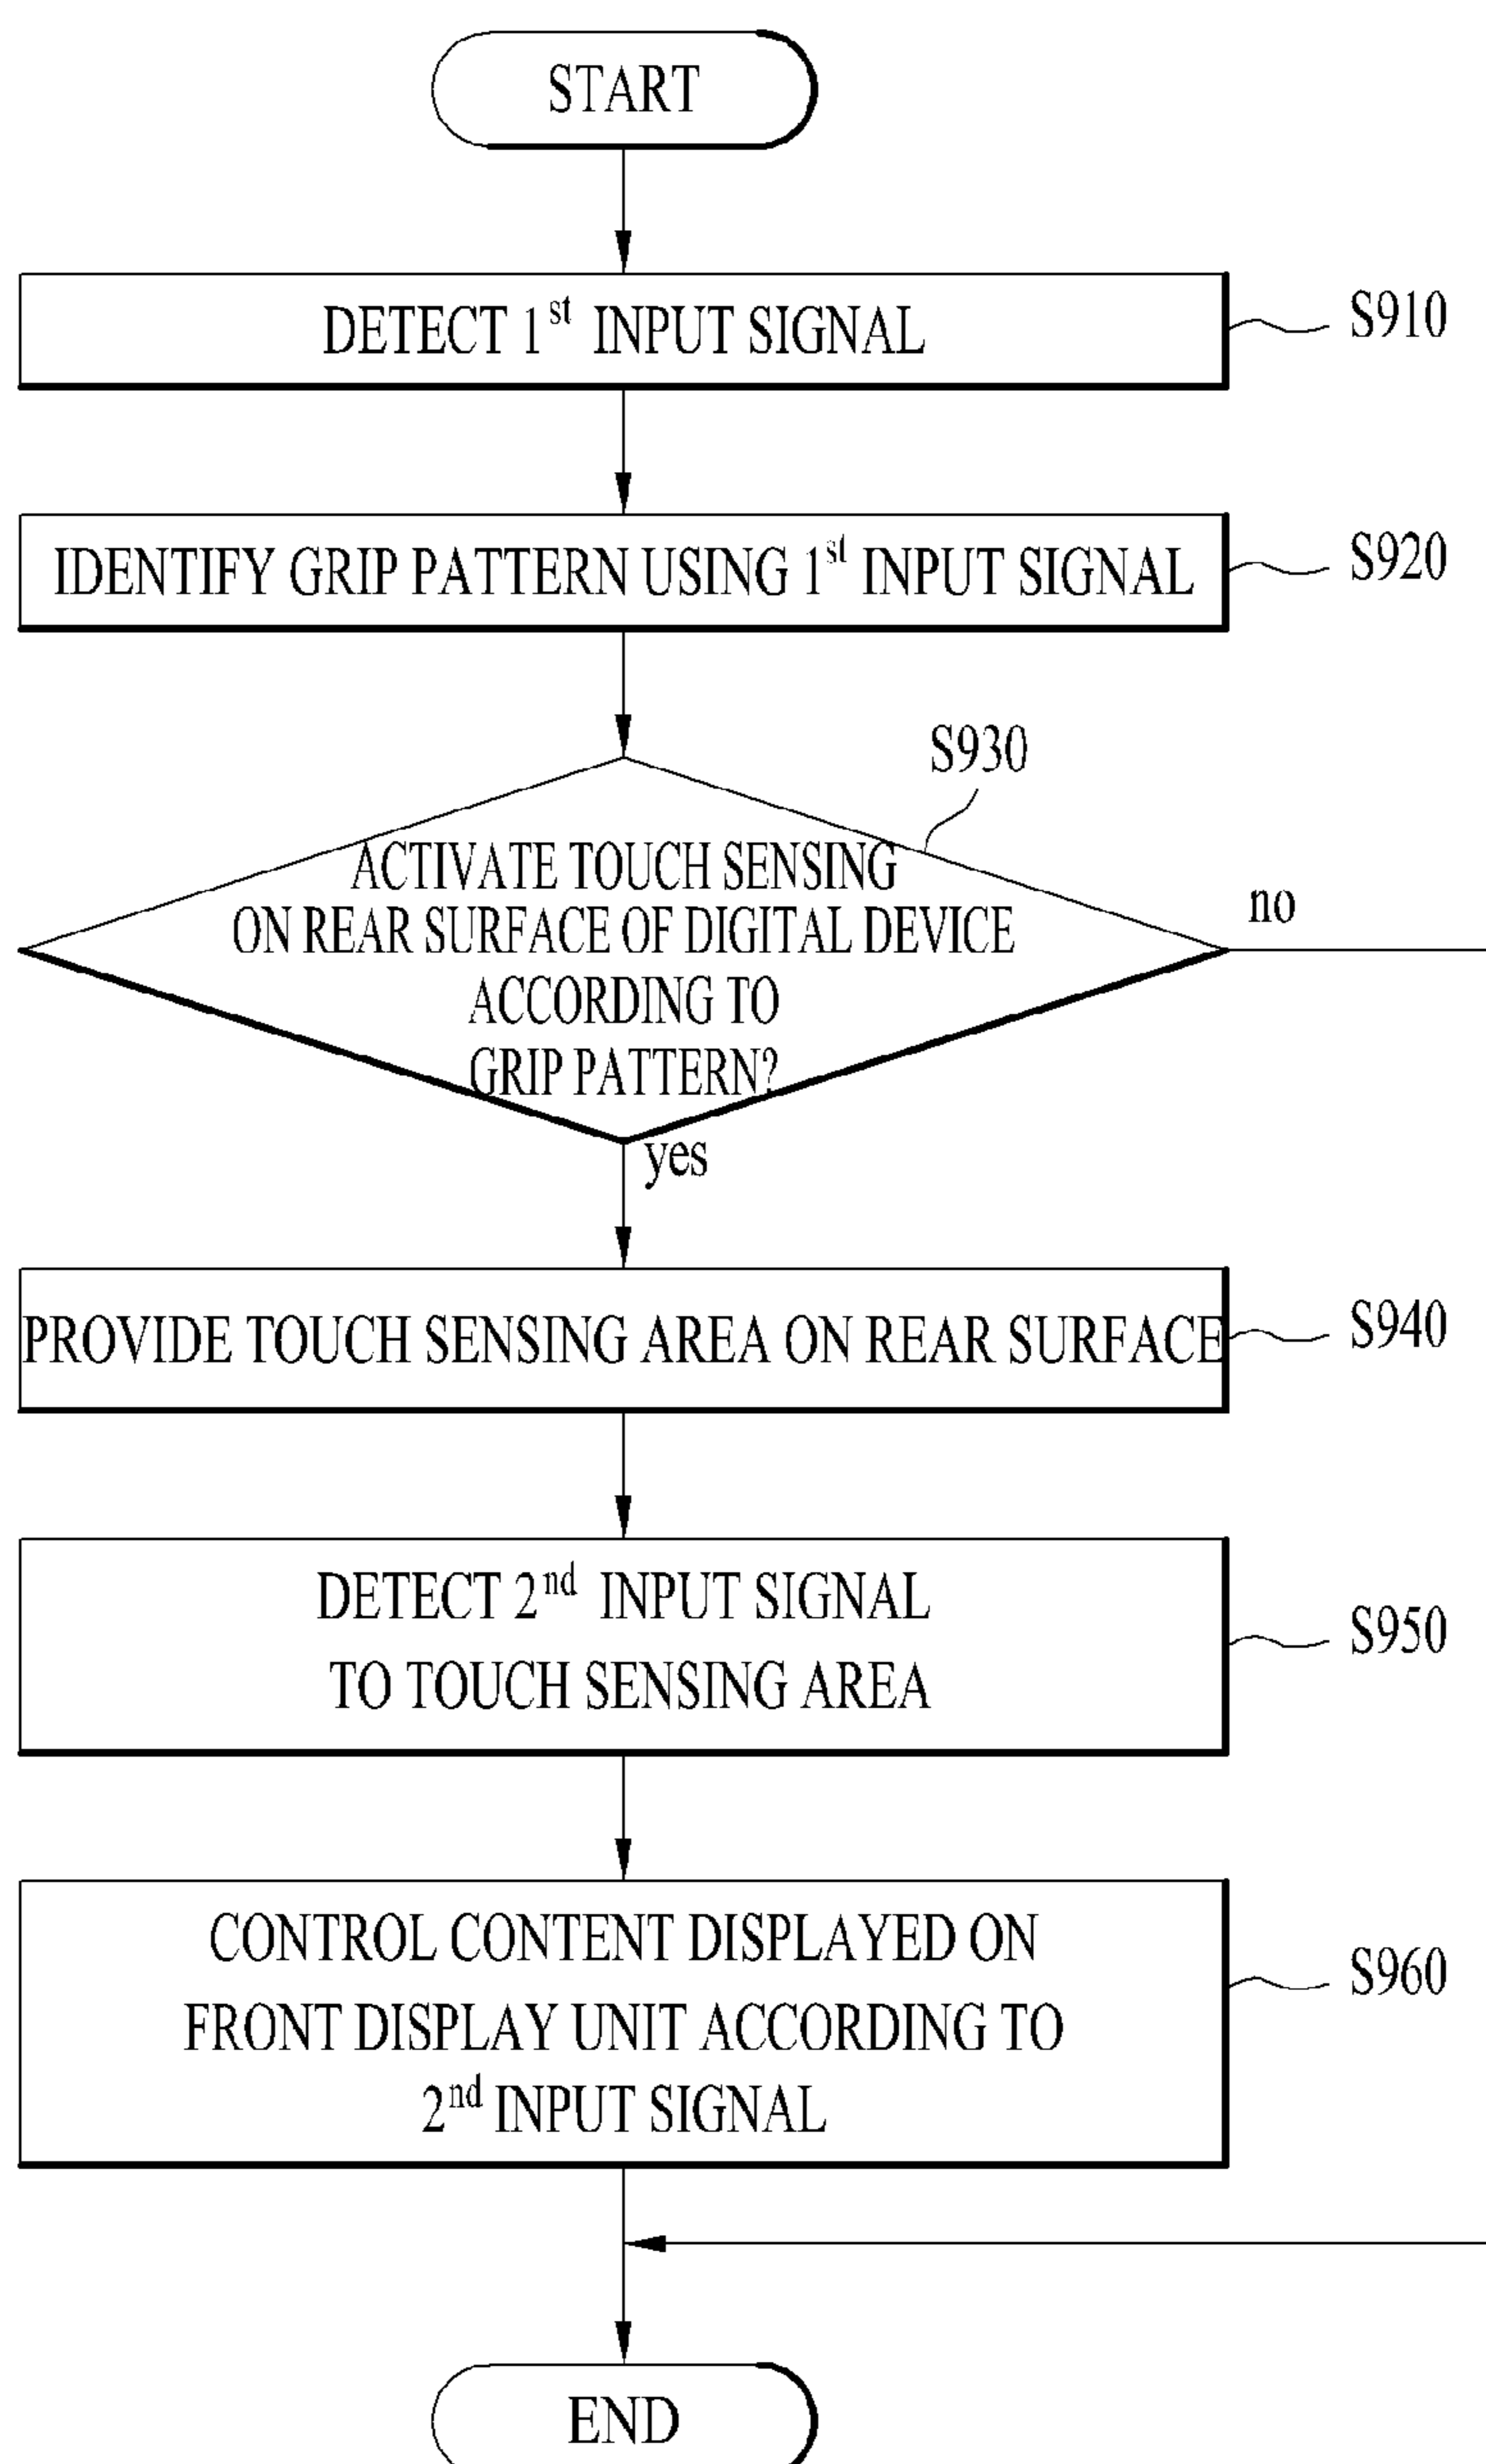 START
DETECT 1st INPUT SIGNAL
S910
IDENTIFY GRIP PATTERN USING 1st INPUT SIGNAL
S920
S930
ACTIVATE TOUCH SENSING
ON REAR SURFACE OF DIGITAL DEVICE
ACCORDING TO
GRIP PATTERN?
no
yes
PROVIDE TOUCH SENSING AREA ON REAR SURFACE
S940
DETECT 2nd INPUT SIGNAL
TO TOUCH SENSING AREA
S950
CONTROL CONTENT DISPLAYED ON
FRONT DISPLAY UNIT ACCORDING TO
2nd INPUT SIGNAL
S960
END